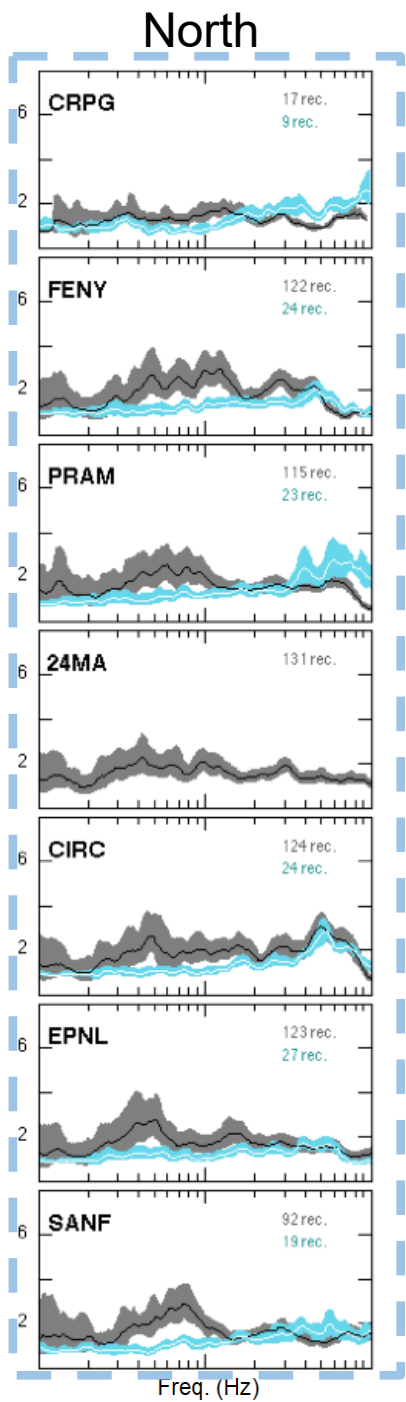 North
CRPG
17 rec.
6
9 rec.
2
FENY
122 rec.
6
24 rec.
2
PRAM
115 rec.
6
23 rec.
2
24MA
131 rec.
6
2
CIRC
124 rec.
6
24 rec.
2
EPNL
123 rec.
6
27 rec.
2
SANF
92 rec.
6
19 rec.
2
Freq. (Hz)